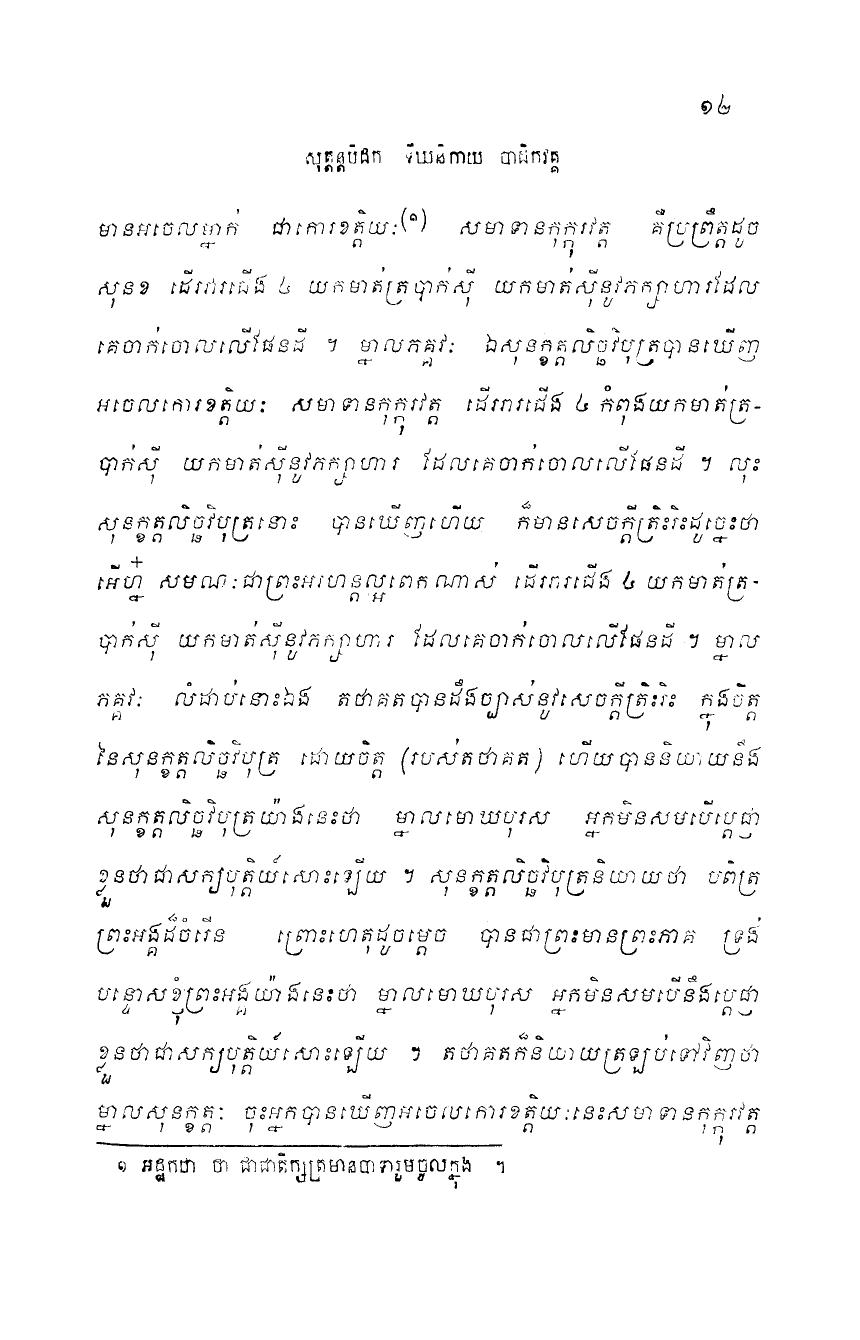 ១៤
សុត្តន្តបិដក ទីឃនិកាយ បាដិកវគ្គ
មានអចេលម្នាក់ ជាកោរខត្តិយៈ(១) សមាទានកុក្កុរវត្ត គឺប្រព្រឹត្តដូច
សុនខ ដើរវារជើង ៤ យកមាត់ត្របាក់ស៊ី យកមាត់ស៊ីនូវភក្សាហារដែល
គេចាក់ចោលលើផែនដី ។ ម្នាលភគ្គវៈ ឯសុនក្ខត្តលិច្ឆវិបុត្របានឃើញ
អចេលកោរខត្តិយៈ សមាទានកុក្កុរវត្ត ដើរវារជើង ៤ កំពុងយកមាត់ត្រ-
បាក់ស៊ី យកមាត់ស៊ីនូវភក្សាហារ ដែលគេចាក់ចោលលើផែនដី ។ លុះ
សុនក្ខត្តលិច្ឆវិបុត្រនោះ បានឃើញហើយ ក៏មានសេចក្តីត្រិះរិះដូច្នេះថា
អើហ្ន៎ សមណៈជាព្រះអរហន្តល្អពេកណាស់ ដើរវារជើង ៤ យកមាត់ត្រ-
បាក់ស៊ី យកមាត់ស៊ីនូវភក្សាហារ ដែលគេចាក់ចោលលើផែនដី ។ ម្នាល
ភគ្គវៈ លំដាប់នោះឯង តថាគតបានដឹងច្បាស់នូវសេចក្តីត្រិះរិះ ក្នុងចិត្ត
នៃសុនក្ខត្តលិច្ឆវិបុត្រ ដោយចិត្ត (របស់តថាគត) ហើយបាននិយាយនឹង
សុនក្ខត្តលិច្ឆវិបុត្រយ៉ាងនេះថា ម្នាលមោឃបុរស អ្នកមិនសមបើប្តេជ្ញា
ខ្លួនថាជាសក្យបុត្តិយ៍សោះឡើយ ។ សុនក្ខត្តលិច្ឆវិបុត្រនិយាយថា បពិត្រ
ព្រះអង្គដ៏ចំរើន ព្រោះហេតុដូចម្តេច បានជាព្រះមានព្រះភាគ ទ្រង់
បន្ទោសខ្ញុំព្រះអង្គយ៉ាងនេះថា ម្នាលមោឃបុរស អ្នកមិនសមបើនឹងប្តេជ្ញា
ខ្លួនថាជាសក្យបុត្តិយ៍សោះឡើយ ។ តថាគតក៏និយាយត្រឡប់ទៅវិញថា
ម្នាលសុនក្ខត្តៈ ចុះអ្នកបានឃើញអចេលកោរខត្តិយៈនេះសមាទានកុក្កុរវត្ត
១ អដ្ឋកថា ថា ជាជាតិក្សត្រមានបាទារួមចូលក្នុង ។